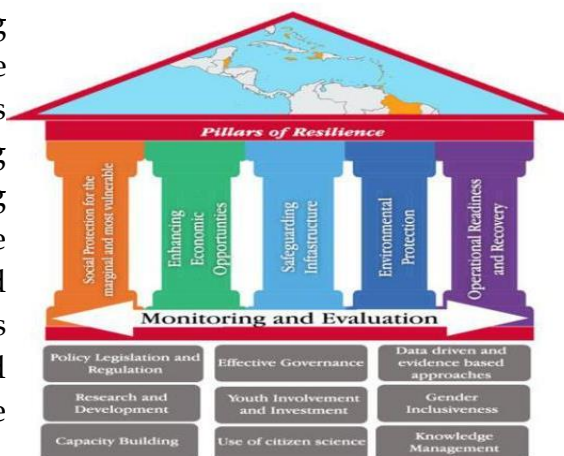 g
e
s
g
g
e
d
s
d
e
Pillars of Resilience
Social Protection for the
marginal and most vulnerable
Enhancing
Economic
Opportunities
Safeguarding
Infrastructure
Environmental
Protection
Operational Readiness
and Recovery
Monitoring and Evaluation
Policy Legislation and
Regulation
Effective Governance
Data driven and
evidence based
approaches
Research and
Development
Youth Involvement
and Investment
Gender
Inclusiveness
Capacity Building
Use of citizen science
Knowledge
Management